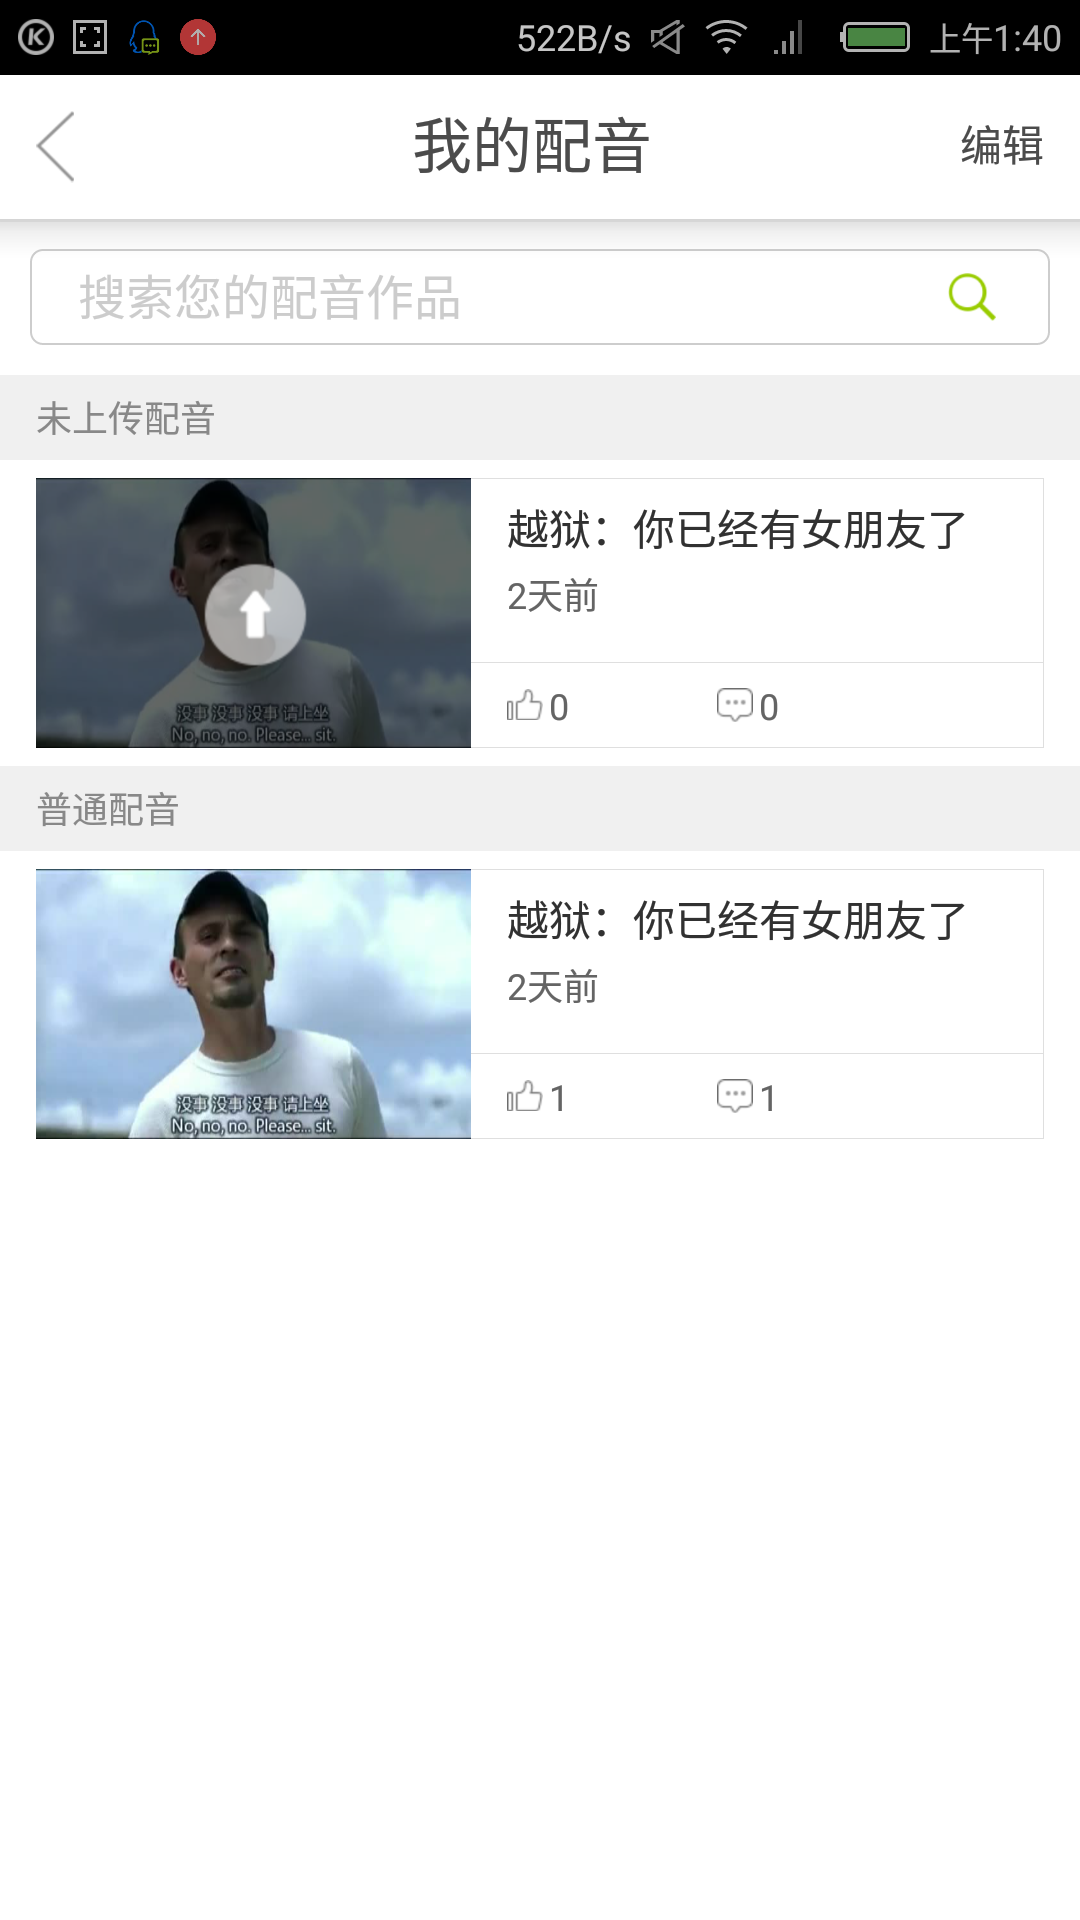 522B/s 上午1:40
我的配音
编辑
搜索您的配音作品
未上传配音
越狱：你已经有女朋友了
2天前
没事 没事 没事 请上坐
No, no, no. Please... sit.
0 0
普通配音
越狱：你已经有女朋友了
2天前
没事 没事 没事 请上坐
No, no, no. Please... sit.
1 1